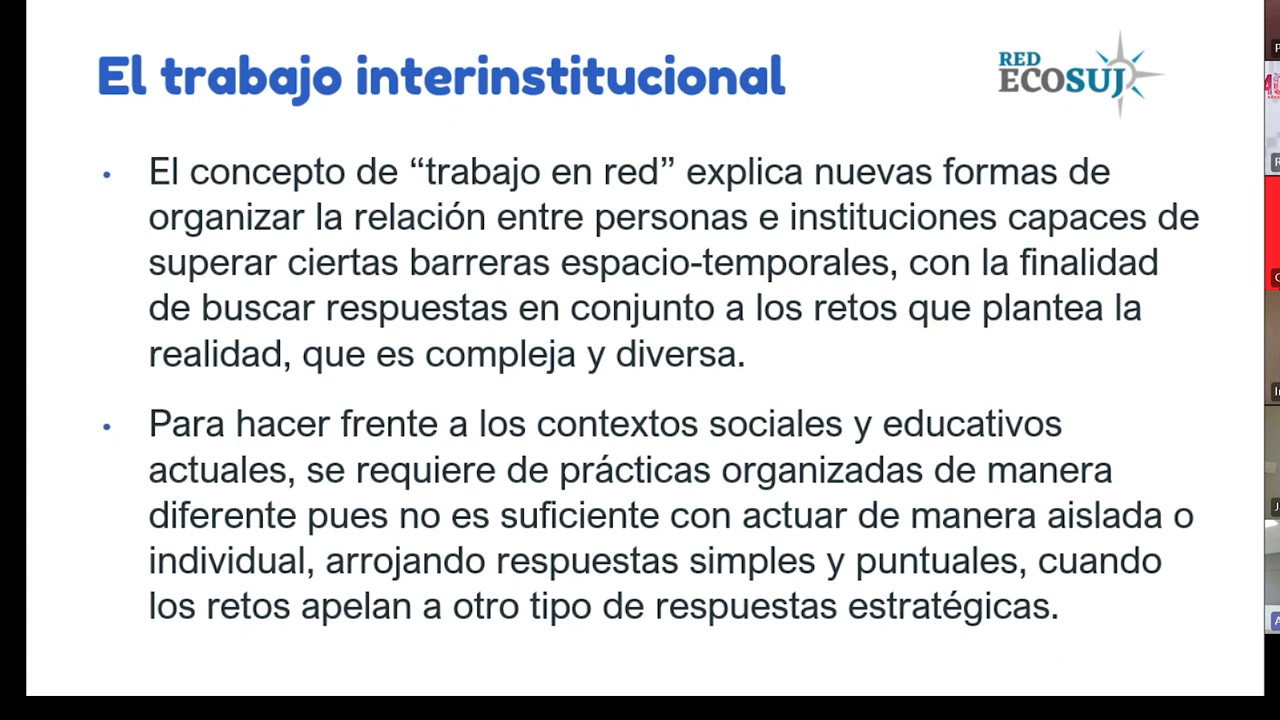 El trabajo interinstitucional
RED
ECOSUJ
• El concepto de “trabajo en red” explica nuevas formas de
organizar la relación entre personas e instituciones capaces de
superar ciertas barreras espacio-temporales, con la finalidad
de buscar respuestas en conjunto a los retos que plantea la
realidad, que es compleja y diversa.
• Para hacer frente a los contextos sociales y educativos
actuales, se requiere de prácticas organizadas de manera
diferente pues no es suficiente con actuar de manera aislada o
individual, arrojando respuestas simples y puntuales, cuando
los retos apelan a otro tipo de respuestas estratégicas.